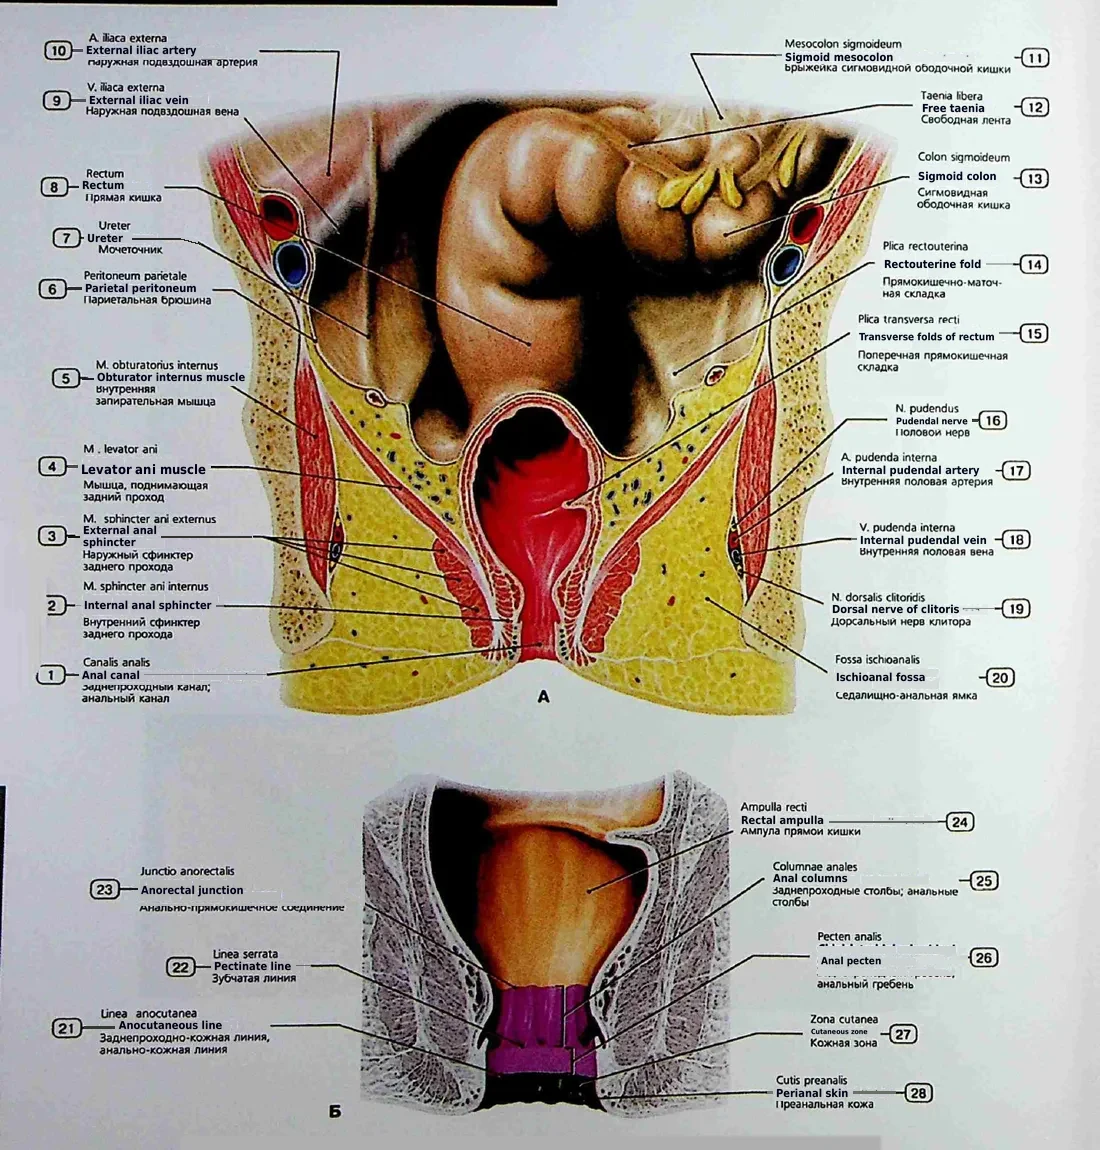 10
A. iliaca externa
External iliac artery
Наружная подвздошная артерия
9
V. iliaca externa
External iliac vein
Наружная подвздошная вена
8
Rectum
Rectum
Прямая кишка
7
Ureter
Ureter
Мочеточник
6
Peritoneum parietale
Parietal peritoneum
Париетальная брюшина
5
M. obturatorius internus
Obturator internus muscle
Внутренняя
запирательная мышца
4
M . levator ani
Levator ani muscle
Мышца, поднимающая
задний проход
3
M. sphincter ani externus
External anal
sphincter
Наружный сфинктер
заднего прохода
2
M. sphincter ani internus
Internal anal sphincter
Внутренний сфинктер
заднего прохода
1
Canalis analis
Anal canal
Заднепроходный канал;
анальный канал
Mesocolon sigmoideum
Sigmoid mesocolon
Брыжейка сигмовидной ободочной кишки
11
Taenia libera
Free taenia
Свободная лента
12
Colon sigmoideum
Sigmoid colon
Сигмовидная
ободочная кишка
13
Plica rectouterina
Rectouterine fold
Прямокишечно-маточ-
ная складка
14
Plica transversa recti
Transverse folds of rectum
Поперечная прямокишечная
складка
15
N. pudendus
Pudendal nerve
Половой нерв
16
A. pudenda interna
Internal pudendal artery
Внутренняя половая артерия
17
V. pudenda interna
Internal pudendal vein
Внутренняя половая вена
18
N. dorsalis clitoridis
Dorsal nerve of clitoris
Дорсальный нерв клитора
19
Fossa ischioanalis
Ischioanal fossa
Седалищно-анальная ямка
20
А
23
Junctio anorectalis
Anorectal junction
Анально-прямокишечное соединение
22
Linea serrata
Pectinate line
Зубчатая линия
21
Linea anocutanea
Anocutaneous line
Заднепроходно-кожная линия,
анально-кожная линия
Ampulla recti
Rectal ampulla
Ампула прямой кишки
24
Columnae anales
Anal columns
Заднепроходные столбы; анальные
столбы
25
Pecten analis
Anal pecten
анальный гребень
26
Zona cutanea
Cutaneous zone
Кожная зона
27
Cutis preanalis
Perianal skin
Преанальная кожа
28
Б